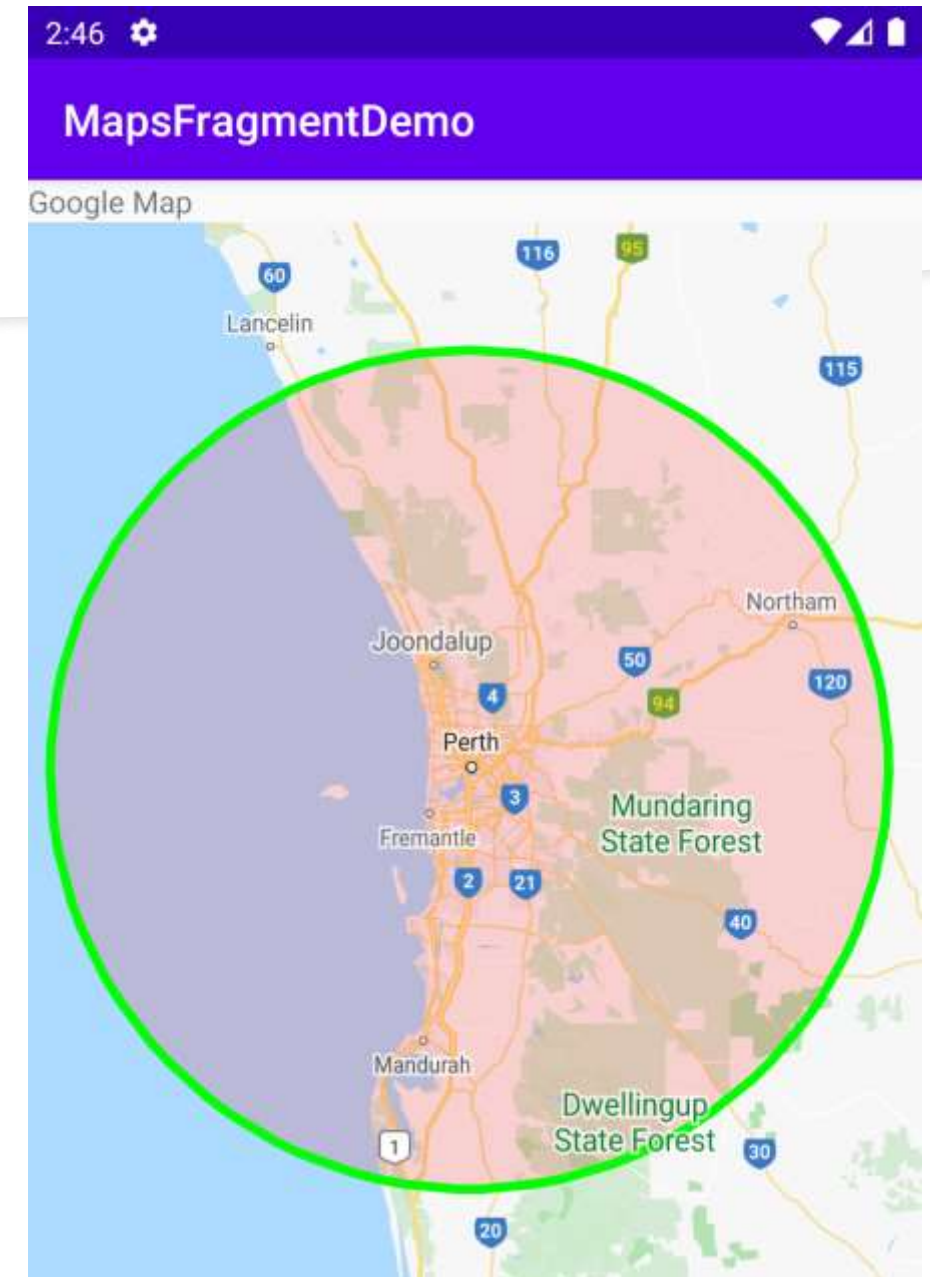 2:46
MapsFragmentDemo
Google Map
116
95
60
Lancelin
115
Northam
Joondalup
50
120
4
94
Perth
3
Mundaring
State Forest
Fremantle
2
21
40
Mandurah
Dwellingup
State Forest
1
30
20